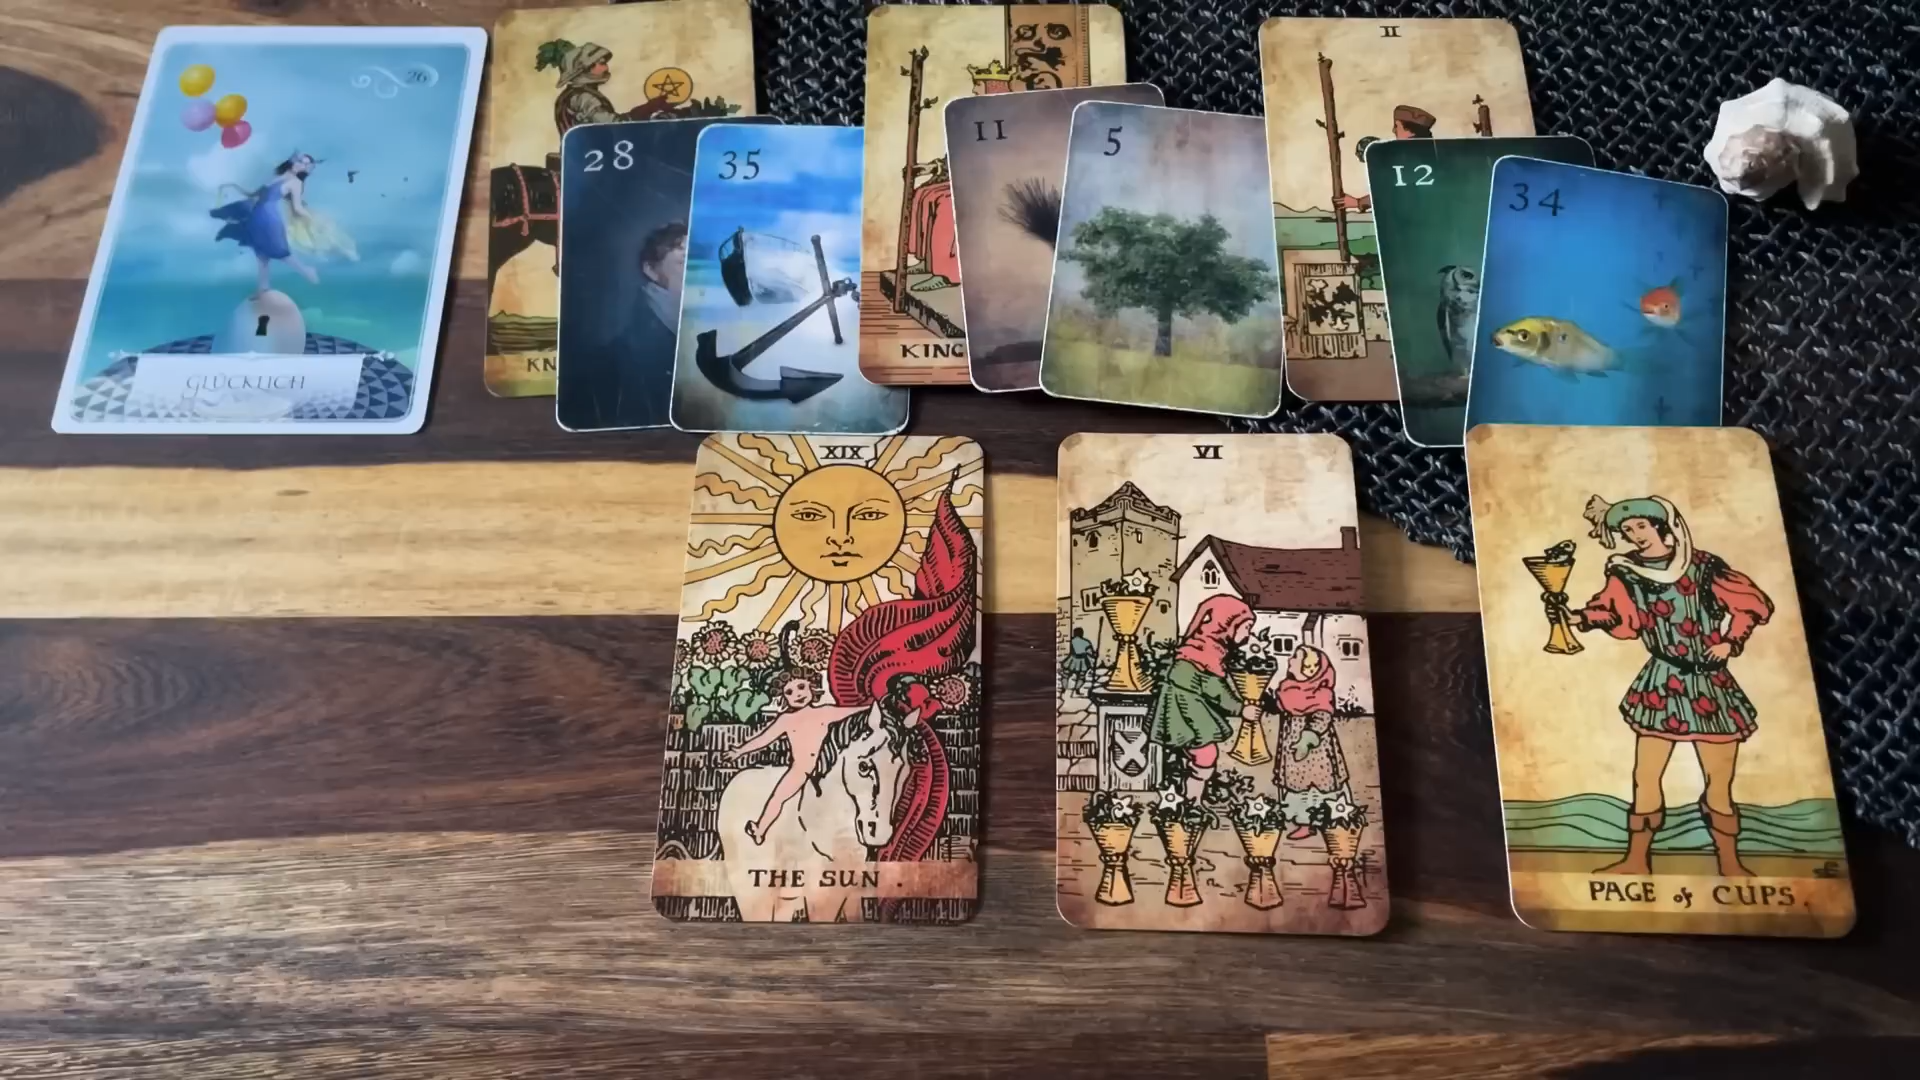 26
GLÜCKLICH
KN
28
35
KING
11
5
II
12
34
XIX
THE SUN.
VI
PAGE of CUPS.